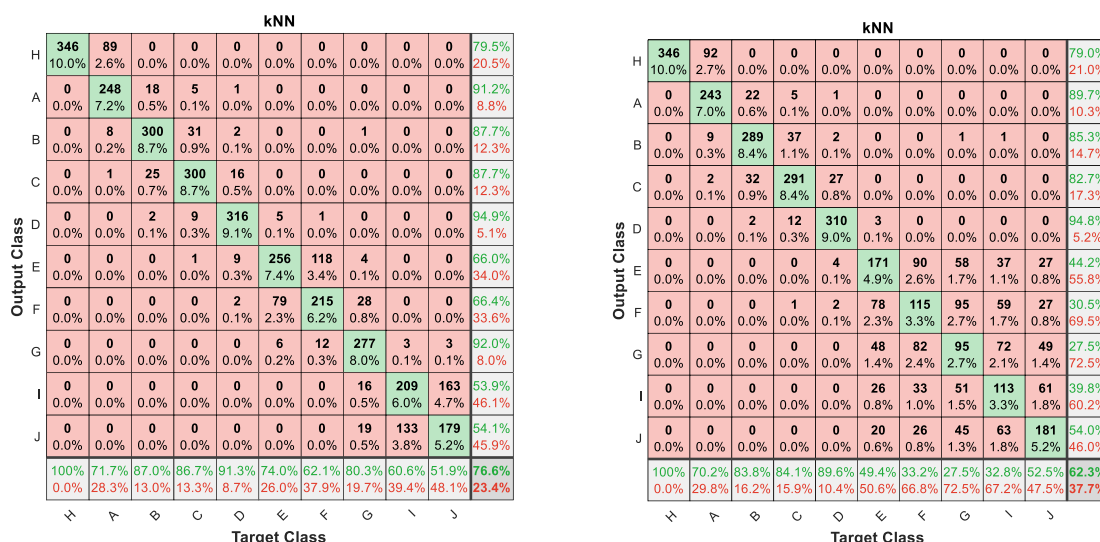 kNN
H 346 89 0 0 0 0 0 0 0 0 79.5%
10.0% 2.6% 0.0% 0.0% 0.0% 0.0% 0.0% 0.0% 0.0% 0.0% 20.5%
A 0 248 18 5 1 0 0 0 0 0 91.2%
0.0% 7.2% 0.5% 0.1% 0.0% 0.0% 0.0% 0.0% 0.0% 0.0% 8.8%
B 0 8 300 31 2 0 0 1 0 0 87.7%
0.0% 0.2% 8.7% 0.9% 0.1% 0.0% 0.0% 0.0% 0.0% 0.0% 12.3%
C 0 1 25 300 16 0 0 0 0 0 87.7%
0.0% 0.0% 0.7% 8.7% 0.5% 0.0% 0.0% 0.0% 0.0% 0.0% 12.3%
D 0 0 2 9 316 5 1 0 0 0 94.9%
0.0% 0.0% 0.1% 0.3% 9.1% 0.1% 0.0% 0.0% 0.0% 0.0% 5.1%
E 0 0 0 1 9 256 118 4 0 0 66.0%
0.0% 0.0% 0.0% 0.0% 0.3% 7.4% 3.4% 0.1% 0.0% 0.0% 34.0%
F 0 0 0 0 2 79 215 28 0 0 66.4%
0.0% 0.0% 0.0% 0.0% 0.1% 2.3% 6.2% 0.8% 0.0% 0.0% 33.6%
G 0 0 0 0 0 6 12 277 3 3 92.0%
0.0% 0.0% 0.0% 0.0% 0.0% 0.2% 0.3% 8.0% 0.1% 0.1% 8.0%
I 0 0 0 0 0 0 0 16 209 163 53.9%
0.0% 0.0% 0.0% 0.0% 0.0% 0.0% 0.0% 0.5% 6.0% 4.7% 46.1%
J 0 0 0 0 0 0 0 19 133 179 54.1%
0.0% 0.0% 0.0% 0.0% 0.0% 0.0% 0.0% 0.5% 3.8% 5.2% 45.9%
100% 71.7% 87.0% 86.7% 91.3% 74.0% 62.1% 80.3% 60.6% 51.9% 76.6%
0.0% 28.3% 13.0% 13.3% 8.7% 26.0% 37.9% 19.7% 39.4% 48.1% 23.4%
H A B C D E F G I J
Target Class
Output Class
kNN
H 346 92 0 0 0 0 0 0 0 0 79.0%
10.0% 2.7% 0.0% 0.0% 0.0% 0.0% 0.0% 0.0% 0.0% 0.0% 21.0%
A 0 243 22 5 1 0 0 0 0 0 89.7%
0.0% 7.0% 0.6% 0.1% 0.0% 0.0% 0.0% 0.0% 0.0% 0.0% 10.3%
B 0 9 289 37 2 0 0 1 1 0 85.3%
0.0% 0.3% 8.4% 1.1% 0.1% 0.0% 0.0% 0.0% 0.0% 0.0% 14.7%
C 0 2 32 291 27 0 0 0 0 0 82.7%
0.0% 0.1% 0.9% 8.4% 0.8% 0.0% 0.0% 0.0% 0.0% 0.0% 17.3%
D 0 0 2 12 310 3 0 0 0 0 94.8%
0.0% 0.0% 0.1% 0.3% 9.0% 0.1% 0.0% 0.0% 0.0% 0.0% 5.2%
E 0 0 0 0 4 171 90 58 37 27 44.2%
0.0% 0.0% 0.0% 0.0% 0.1% 4.9% 2.6% 1.7% 1.1% 0.8% 55.8%
F 0 0 0 1 2 78 115 95 59 27 30.5%
0.0% 0.0% 0.0% 0.0% 0.1% 2.3% 3.3% 2.7% 1.7% 0.8% 69.5%
G 0 0 0 0 0 48 82 95 72 49 27.5%
0.0% 0.0% 0.0% 0.0% 0.0% 1.4% 2.4% 2.7% 2.1% 1.4% 72.5%
I 0 0 0 0 0 26 33 51 113 61 39.8%
0.0% 0.0% 0.0% 0.0% 0.0% 0.8% 1.0% 1.5% 3.3% 1.8% 60.2%
J 0 0 0 0 0 20 26 45 63 181 54.0%
0.0% 0.0% 0.0% 0.0% 0.0% 0.6% 0.8% 1.3% 1.8% 5.2% 46.0%
100% 70.2% 83.8% 84.1% 89.6% 49.4% 33.2% 27.5% 32.8% 52.5% 62.3%
0.0% 29.8% 16.2% 15.9% 10.4% 50.6% 66.8% 72.5% 67.2% 47.5% 37.7%
H A B C D E F G I J
Target Class
Output Class